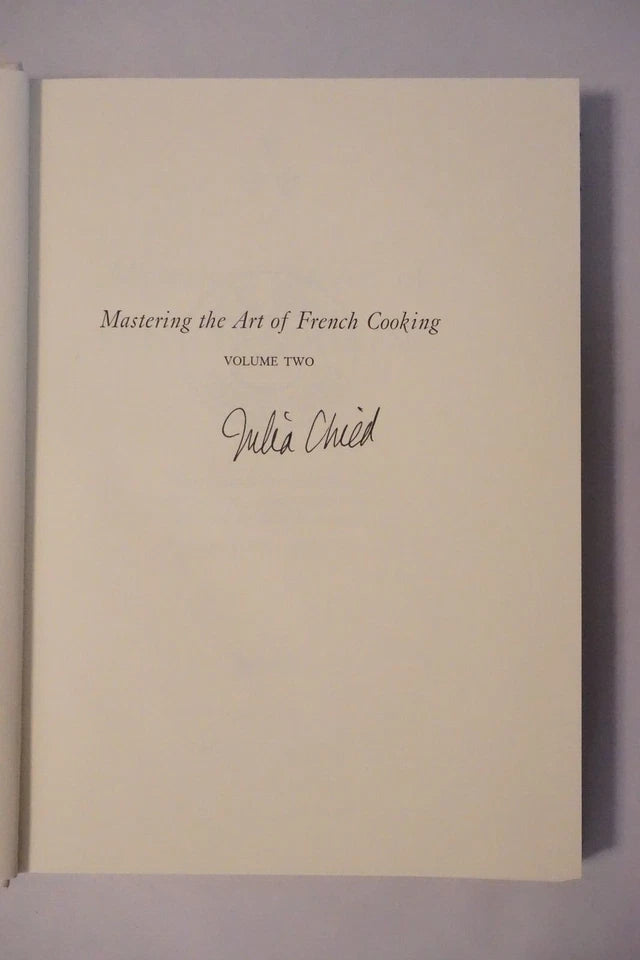 Mastering the Art of French Cooking
VOLUME TWO
Julia Child